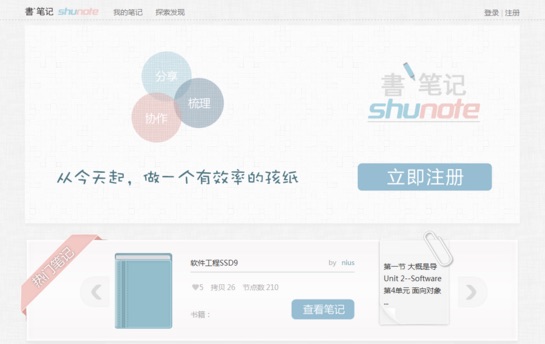 書*笔记 shunote 我的笔记 探索发现 登录 | 注册
分享
梳理
协作
書 笔记
shunote
从今天起，做一个有效率的孩纸
立即注册
热门笔记
软件工程SSD9 by nius
5 拷贝 26 节点数 210
书籍：
查看笔记
第一节 大概是导
Unit 2--Software
第4单元 面向对象
...